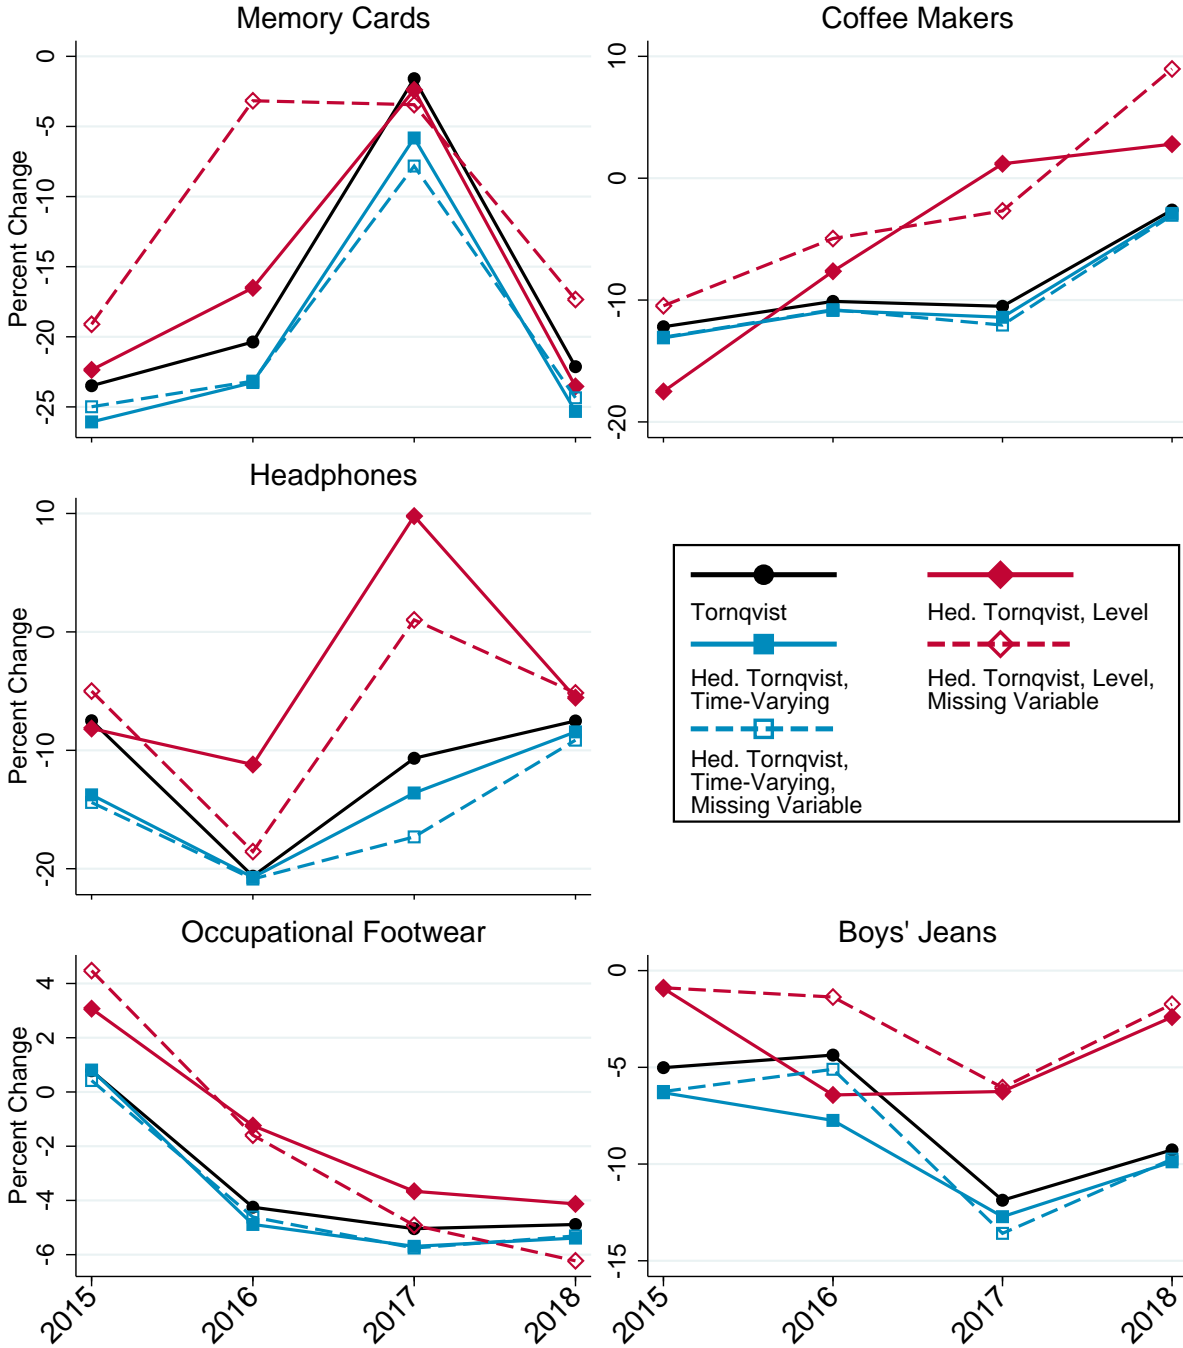 Memory Cards
Percent Change
0
-5
-10
-15
-20
-25
Coffee Makers
10
0
-10
-20
Headphones
Percent Change
10
0
-10
-20
Tornqvist
Hed. Tornqvist, Level
Hed. Tornqvist,
Time-Varying
Hed. Tornqvist, Level,
Missing Variable
Hed. Tornqvist,
Time-Varying,
Missing Variable
Occupational Footwear
Percent Change
4
2
0
-2
-4
-6
2015
2016
2017
2018
Boys' Jeans
0
-5
-10
-15
2015
2016
2017
2018